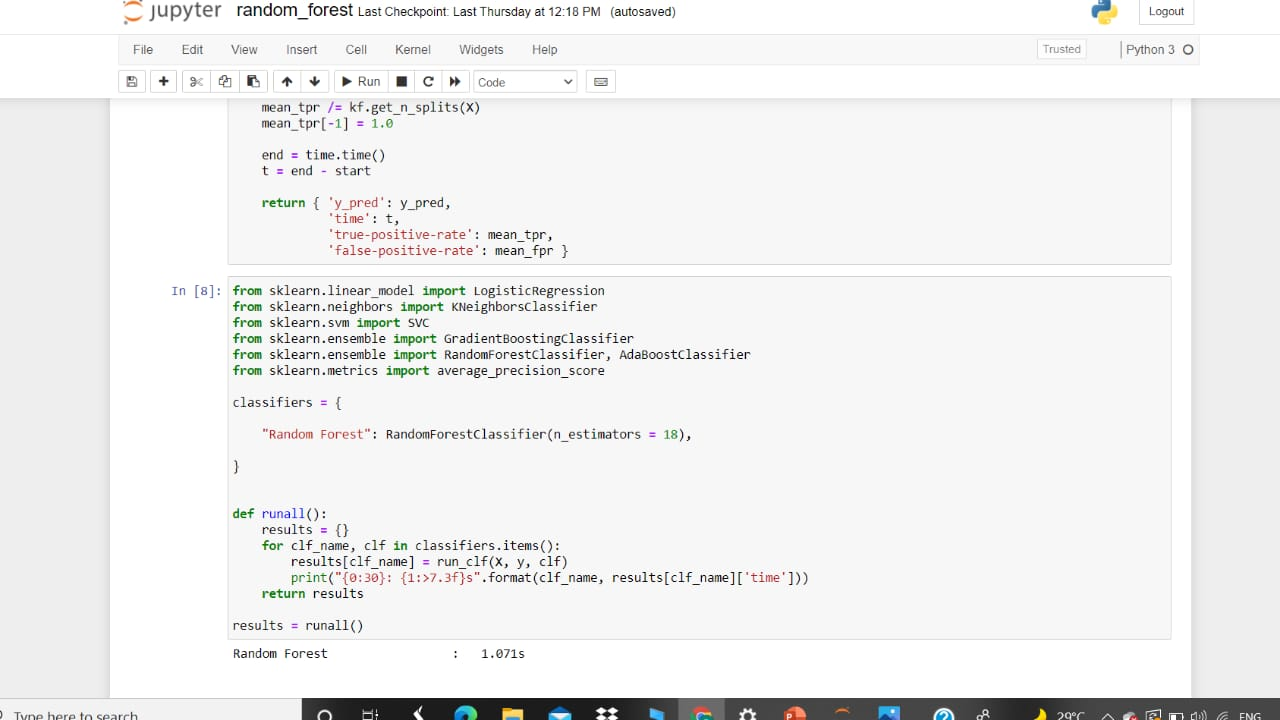 jupyter random_forest Last Checkpoint: Last Thursday at 12:18 PM (autosaved)
Logout
File Edit View Insert Cell Kernel Widgets Help
Trusted
Python 3
Run
Code
mean_tpr /= kf.get_n_splits(X)
mean_tpr[-1] = 1.0
end = time.time()
t = end - start
return { 'y_pred': y_pred,
'time': t,
'true-positive-rate': mean_tpr,
'false-positive-rate': mean_fpr }
In [8]:
from sklearn.linear_model import LogisticRegression
from sklearn.neighbors import KNeighborsClassifier
from sklearn.svm import SVC
from sklearn.ensemble import GradientBoostingClassifier
from sklearn.ensemble import RandomForestClassifier, AdaBoostClassifier
from sklearn.metrics import average_precision_score
classifiers = {
"Random Forest": RandomForestClassifier(n_estimators = 18),
}
def runall():
results = {}
for clf_name, clf in classifiers.items():
results[clf_name] = run_clf(X, y, clf)
print("{0:30}: {1:>7.3f}s".format(clf_name, results[clf_name]['time']))
return results
results = runall()
Random Forest : 1.071s
Type here to search
29°C
ENG